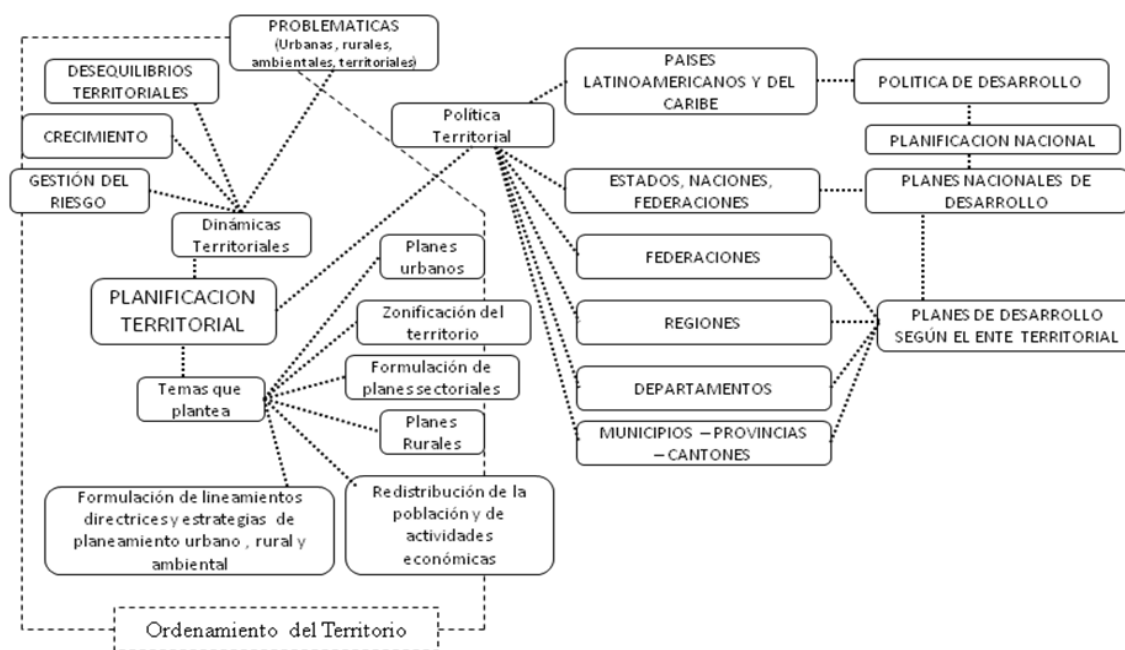 PROBLEMATICAS
(Urbanas, rurales,
ambientales, territoriales)
DESEQUILIBRIOS
TERRITORIALES
CRECIMIENTO
GESTIÓN DEL
RIESGO
Dinámicas
Territoriales
PLANIFICACION
TERRITORIAL
Temas que
plantea
Planes
urbanos
Zonificación del
territorio
Formulación de
planes sectoriales
Planes
Rurales
Formulación de lineamientos
directrices y estrategias de
planeamiento urbano , rural y
ambiental
Redistribución de la
población y de
actividades
económicas
Ordenamiento del Territorio
Política
Territorial
PAISES
LATINOAMERICANOS Y DEL
CARIBE
ESTADOS, NACIONES,
FEDERACIONES
FEDERACIONES
REGIONES
DEPARTAMENTOS
MUNICIPIOS – PROVINCIAS
– CANTONES
POLITICA DE DESARROLLO
PLANIFICACION NACIONAL
PLANES NACIONALES DE
DESARROLLO
PLANES DE DESARROLLO
SEGÚN EL ENTE TERRITORIAL